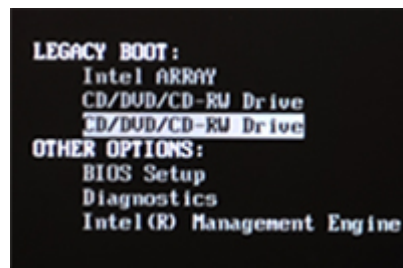 LEGACY BOOT:
Intel ARRAY
CD/DVD/CD-RW Drive
CD/DVD/CD-RW Drive
OTHER OPTIONS:
BIOS Setup
Diagnostics
Intel(R) Management Engine